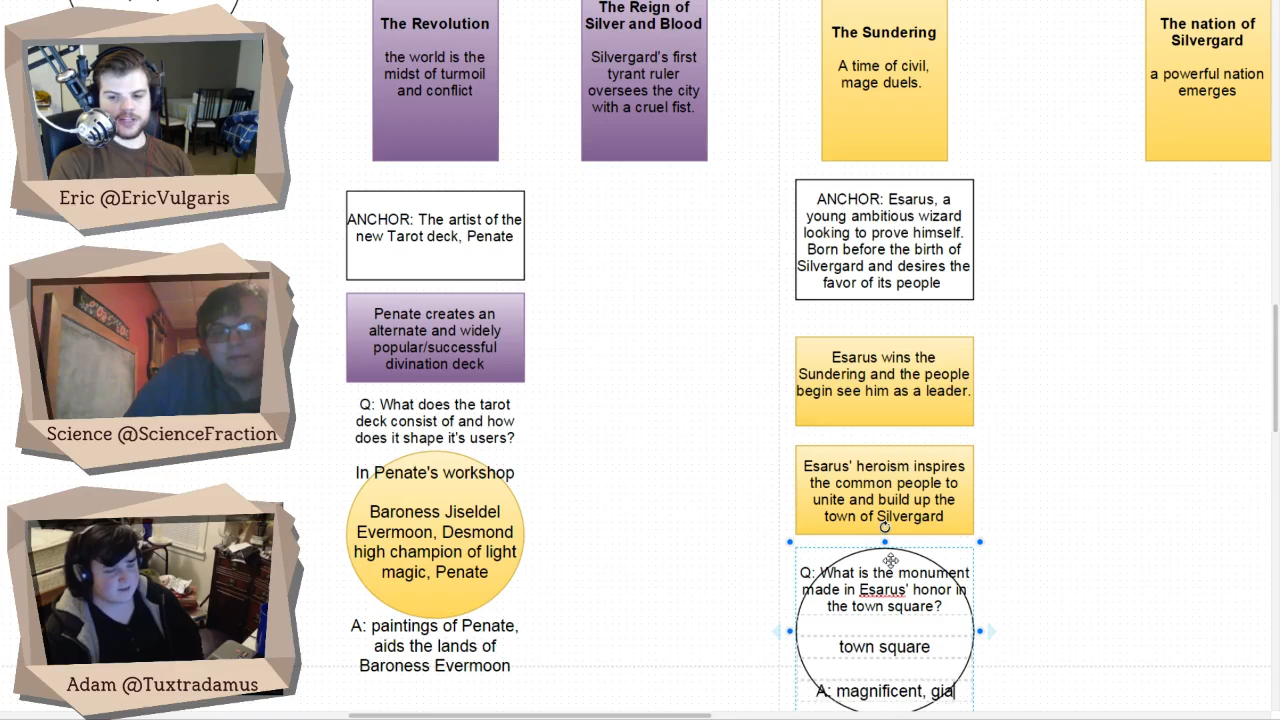 Eric @EricVulgaris
Science @ScienceFraction
Adam @Tuxtradamus
The Revolution
the world is the
midst of turmoil
and conflict
The Reign of
Silver and Blood
Silvergard's first
tyrant ruler
oversees the city
with a cruel fist.
The Sundering
A time of civil,
mage duels.
The nation of
Silvergard
a powerful nation
emerges
ANCHOR: The artist of the
new Tarot deck, Penate
Penate creates an
alternate and widely
popular/successful
divination deck
Q: What does the tarot
deck consist of and how
does it shape it's users?
In Penate's workshop
Baroness Jiseldel
Evermoon, Desmond
high champion of light
magic, Penate
A: paintings of Penate,
aids the lands of
Baroness Evermoon
ANCHOR: Esarus, a
young ambitious wizard
looking to prove himself.
Born before the birth of
Silvergard and desires the
favor of its people
Esarus wins the
Sundering and the people
begin see him as a leader.
Esarus' heroism inspires
the common people to
unite and build up the
town of Silvergard
Q: What is the monument
made in Esarus' honor in
the town square?
town square
A: magnificent, gia